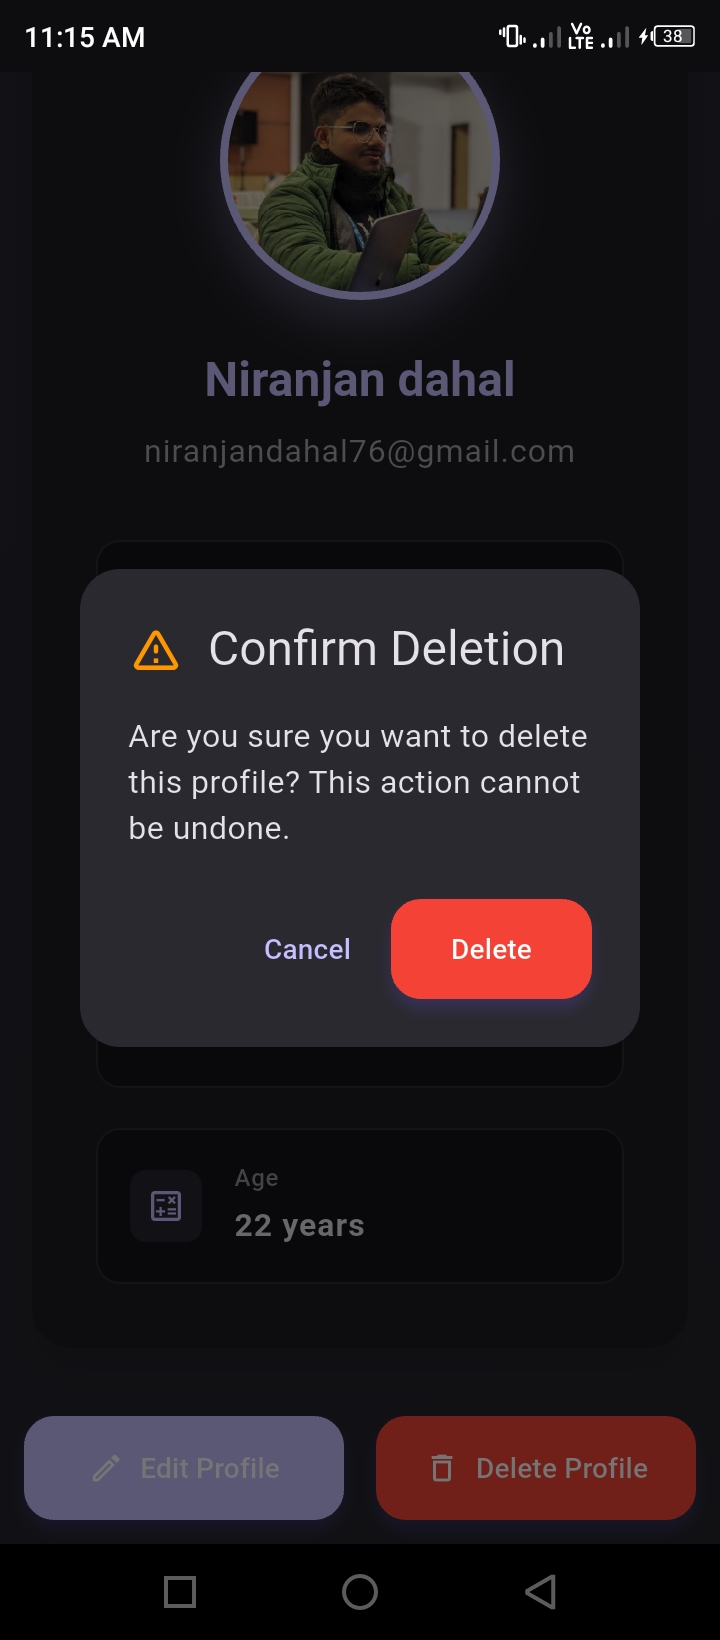 11:15 AM
Vo
LTE
38
Niranjan dahal
niranjandahal76@gmail.com
Confirm Deletion
Are you sure you want to delete
this profile? This action cannot
be undone.
Cancel
Delete
Age
22 years
Edit Profile
Delete Profile